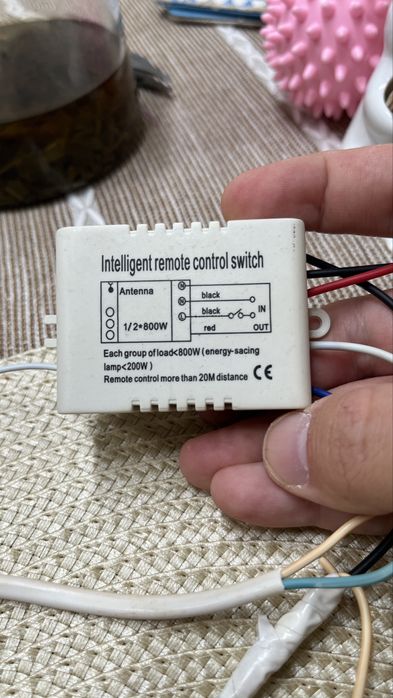 Intelligent remote control switch
Antenna
1/2*800W
N
N
L
black
black
red
IN
OUT
Each group of load<800W(energy-sacing
lamp<200W)
Remote control more than 20M distance CE